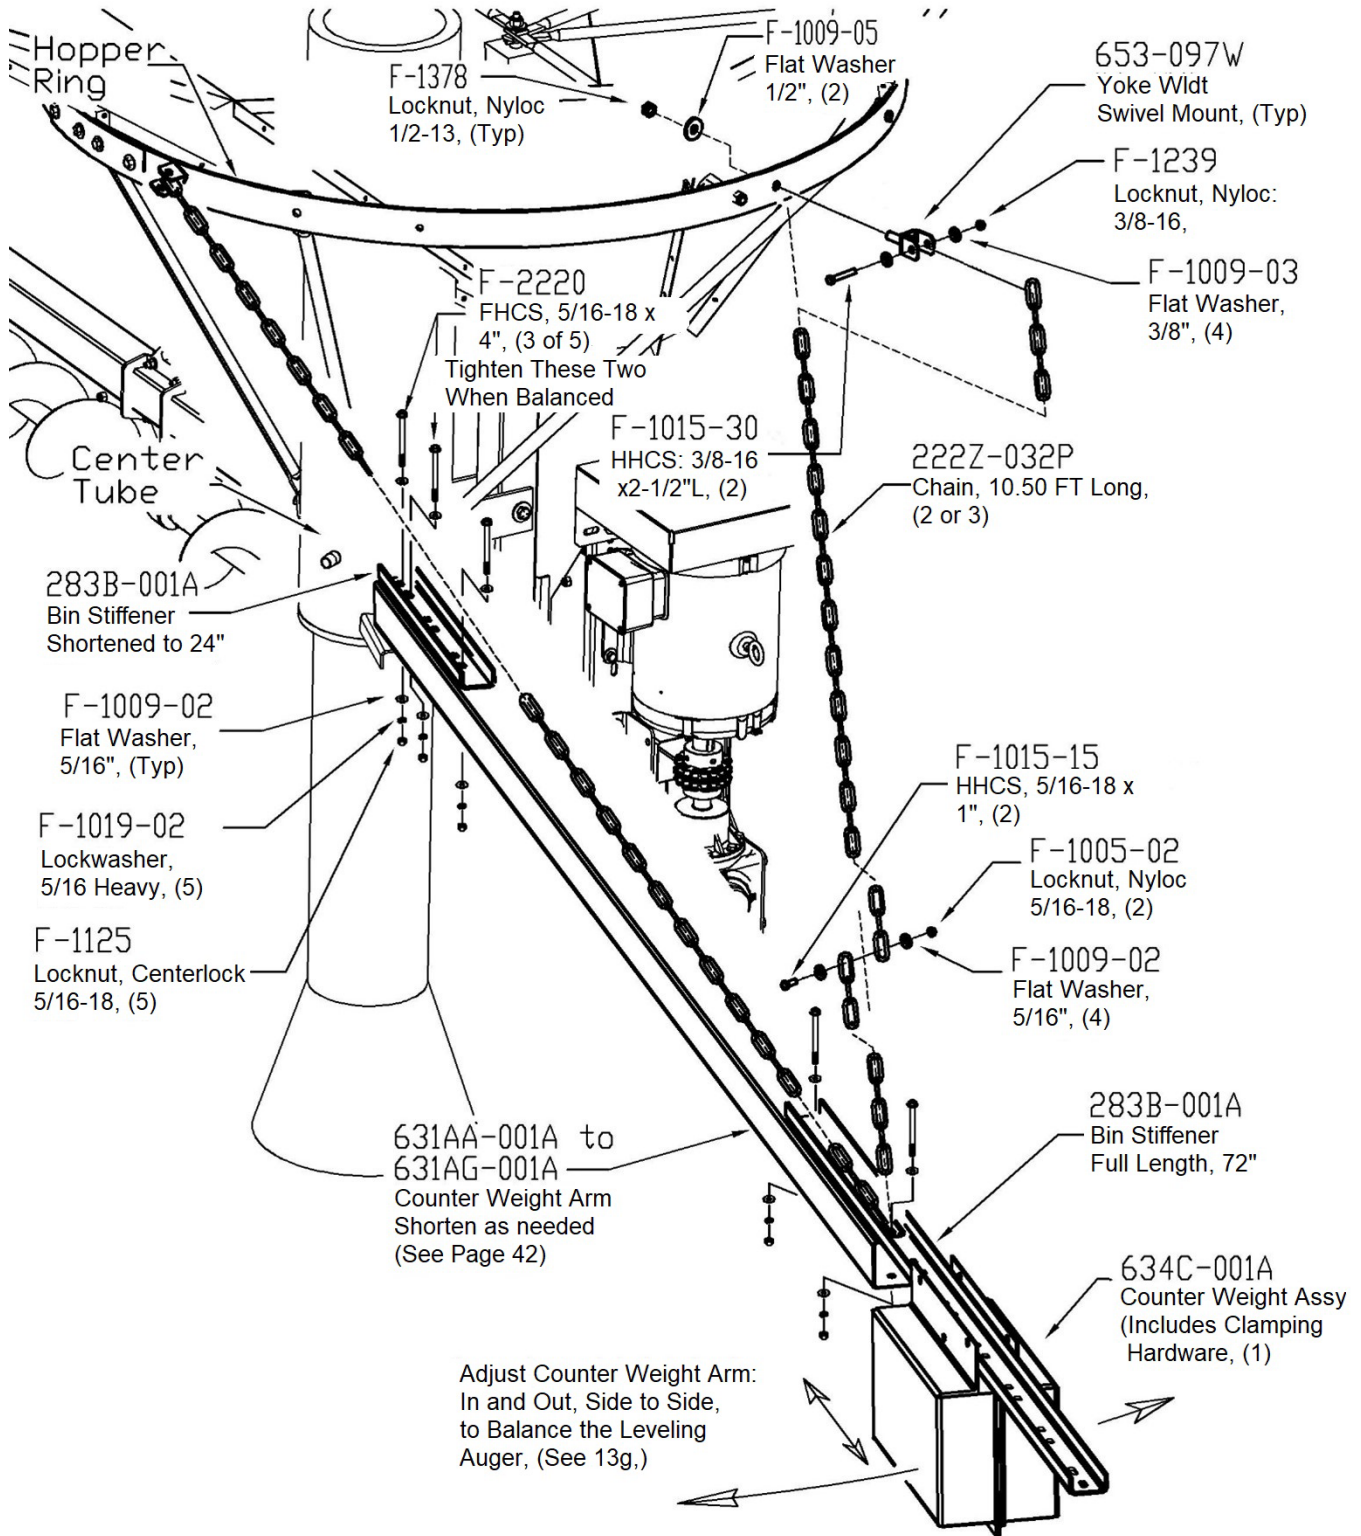 Hopper
Ring
F-1378
Locknut, Nyloc
1/2-13, (Typ)
F-1009-05
Flat Washer
1/2", (2)
653-097W
Yoke Wldt
Swivel Mount, (Typ)
F-1239
Locknut, Nyloc:
3/8-16,
F-1009-03
Flat Washer,
3/8", (4)
F-2220
FHCS, 5/16-18 x
4", (3 of 5)
Tighten These Two
When Balanced
F-1015-30
HHCS: 3/8-16
x2-1/2"L, (2)
222Z-032P
Chain, 10.50 FT Long,
(2 or 3)
Center
Tube
283B-001A
Bin Stiffener
Shortened to 24"
F-1009-02
Flat Washer,
5/16", (Typ)
F-1019-02
Lockwasher,
5/16 Heavy, (5)
F-1125
Locknut, Centerlock
5/16-18, (5)
F-1015-15
HHCS, 5/16-18 x
1", (2)
F-1005-02
Locknut, Nyloc
5/16-18, (2)
F-1009-02
Flat Washer,
5/16", (4)
631AA-001A to
631AG-001A
Counter Weight Arm
Shorten as needed
(See Page 42)
283B-001A
Bin Stiffener
Full Length, 72"
634C-001A
Counter Weight Assy
(Includes Clamping
Hardware, (1)
Adjust Counter Weight Arm:
In and Out, Side to Side,
to Balance the Leveling
Auger, (See 13g,)